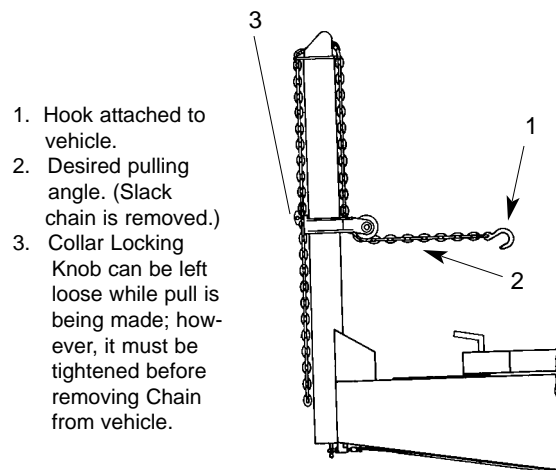 3
1. Hook attached to
vehicle.
2. Desired pulling
angle. (Slack
chain is removed.)
3. Collar Locking
Knob can be left
loose while pull is
being made; how-
ever, it must be
tightened before
removing Chain
from vehicle.
1
2